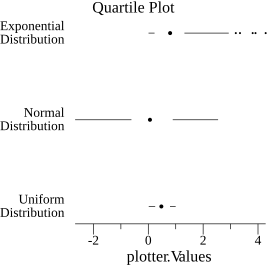 Quartile Plot
Exponential
Distribution
Normal
Distribution
Uniform
Distribution
-2 0 2 4
plotter.Values